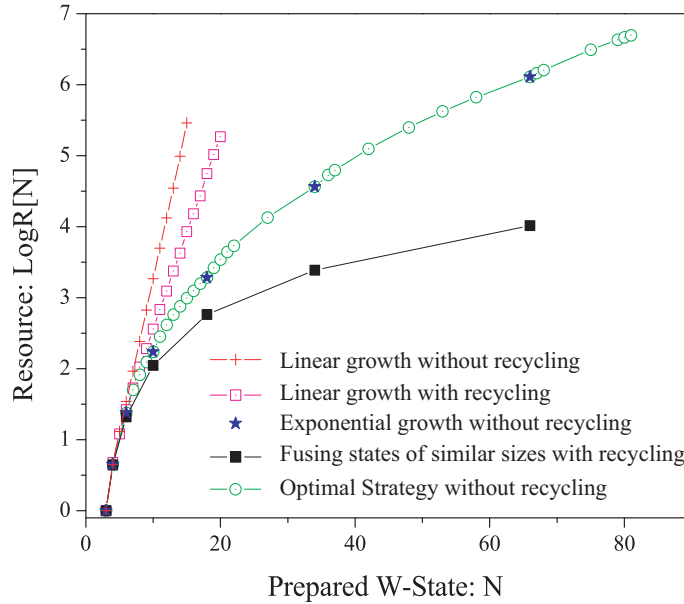 7
6
5
4
3
2
1
0
Resource: LogR[N]
Linear growth without recycling
Linear growth with recycling
Exponential growth without recycling
Fusing states of similar sizes with recycling
Optimal Strategy without recycling
0 20 40 60 80
Prepared W-State: N